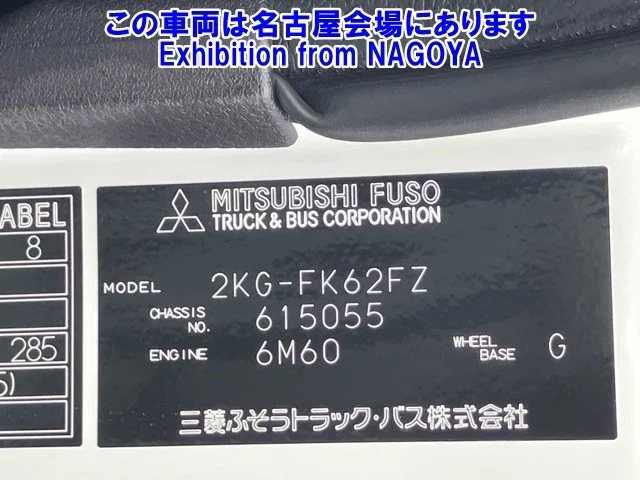 この車両は名古屋会場にあります
Exhibition from NAGOYA
MITSUBISHI FUSO
TRUCK & BUS CORPORATION
ABEL
8
MODEL 2KG-FK62FZ
CHASSIS NO. 615055
285
ENGINE 6M60 WHEEL BASE G
5)
三菱ふそうトラック・バス株式会社